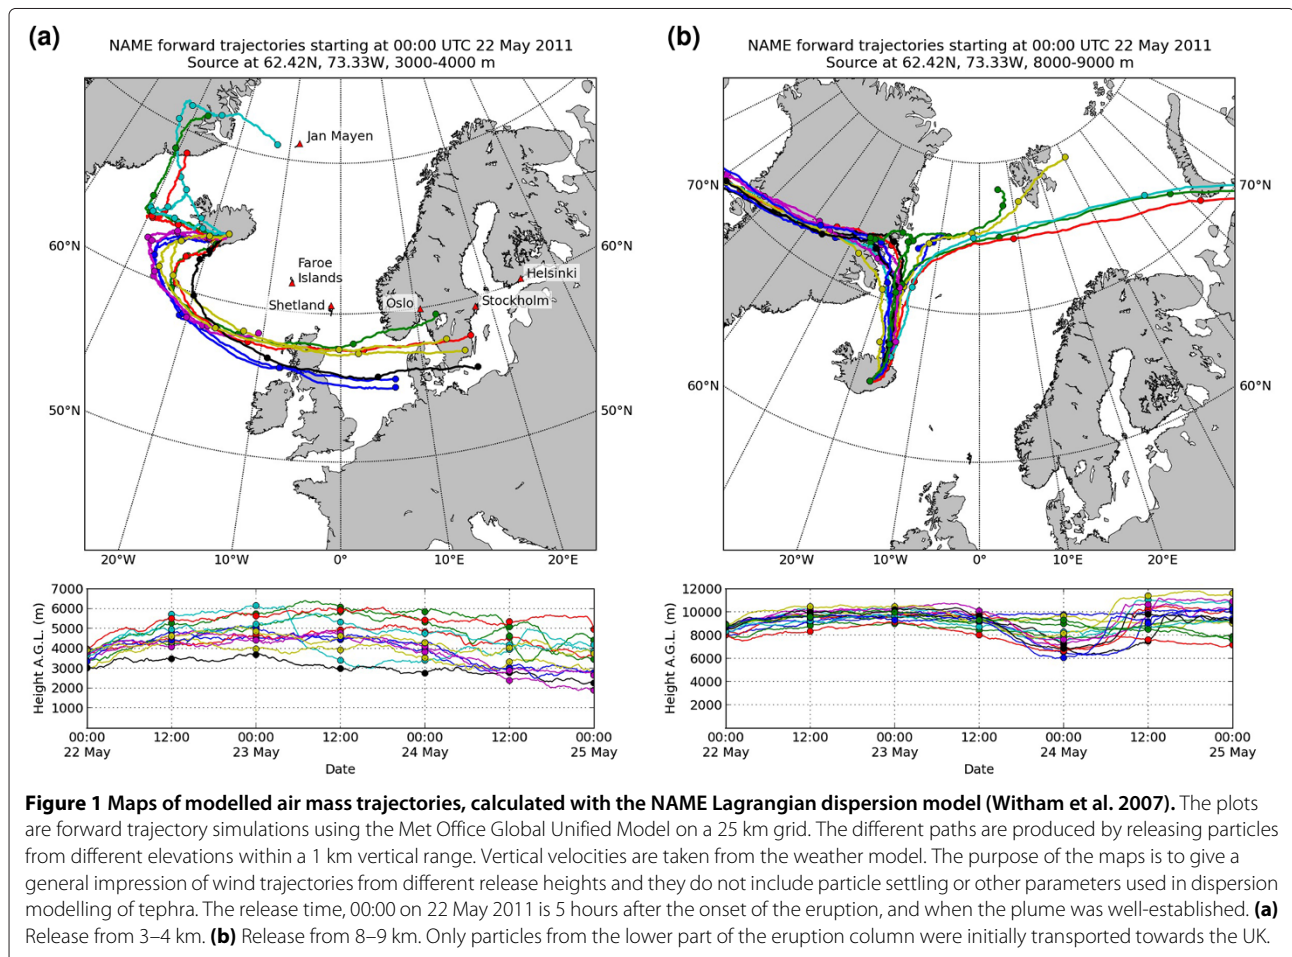 (a)
NAME forward trajectories starting at 00:00 UTC 22 May 2011
Source at 62.42N, 73.33W, 3000-4000 m
Jan Mayen
60°N
60°N
Faroe
Islands
Helsinki
Shetland
Oslo
Stockholm
50°N
50°N
20°W
10°W
0°
10°E
20°E
7000
6000
5000
4000
3000
2000
1000
Height A.G.L. (m)
00:00
12:00
00:00
12:00
00:00
12:00
00:00
22 May
23 May
24 May
25 May
Date
(b)
NAME forward trajectories starting at 00:00 UTC 22 May 2011
Source at 62.42N, 73.33W, 8000-9000 m
70°N
70°N
60°N
60°N
20°W
10°W
0°
10°E
20°E
12000
10000
8000
6000
4000
2000
Height A.G.L. (m)
00:00
12:00
00:00
12:00
00:00
12:00
00:00
22 May
23 May
24 May
25 May
Date
Figure 1 Maps of modelled air mass trajectories, calculated with the NAME Lagrangian dispersion model (Witham et al. 2007). The plots
are forward trajectory simulations using the Met Office Global Unified Model on a 25 km grid. The different paths are produced by releasing particles
from different elevations within a 1 km vertical range. Vertical velocities are taken from the weather model. The purpose of the maps is to give a
general impression of wind trajectories from different release heights and they do not include particle settling or other parameters used in dispersion
modelling of tephra. The release time, 00:00 on 22 May 2011 is 5 hours after the onset of the eruption, and when the plume was well-established. (a)
Release from 3–4 km. (b) Release from 8–9 km. Only particles from the lower part of the eruption column were initially transported towards the UK.